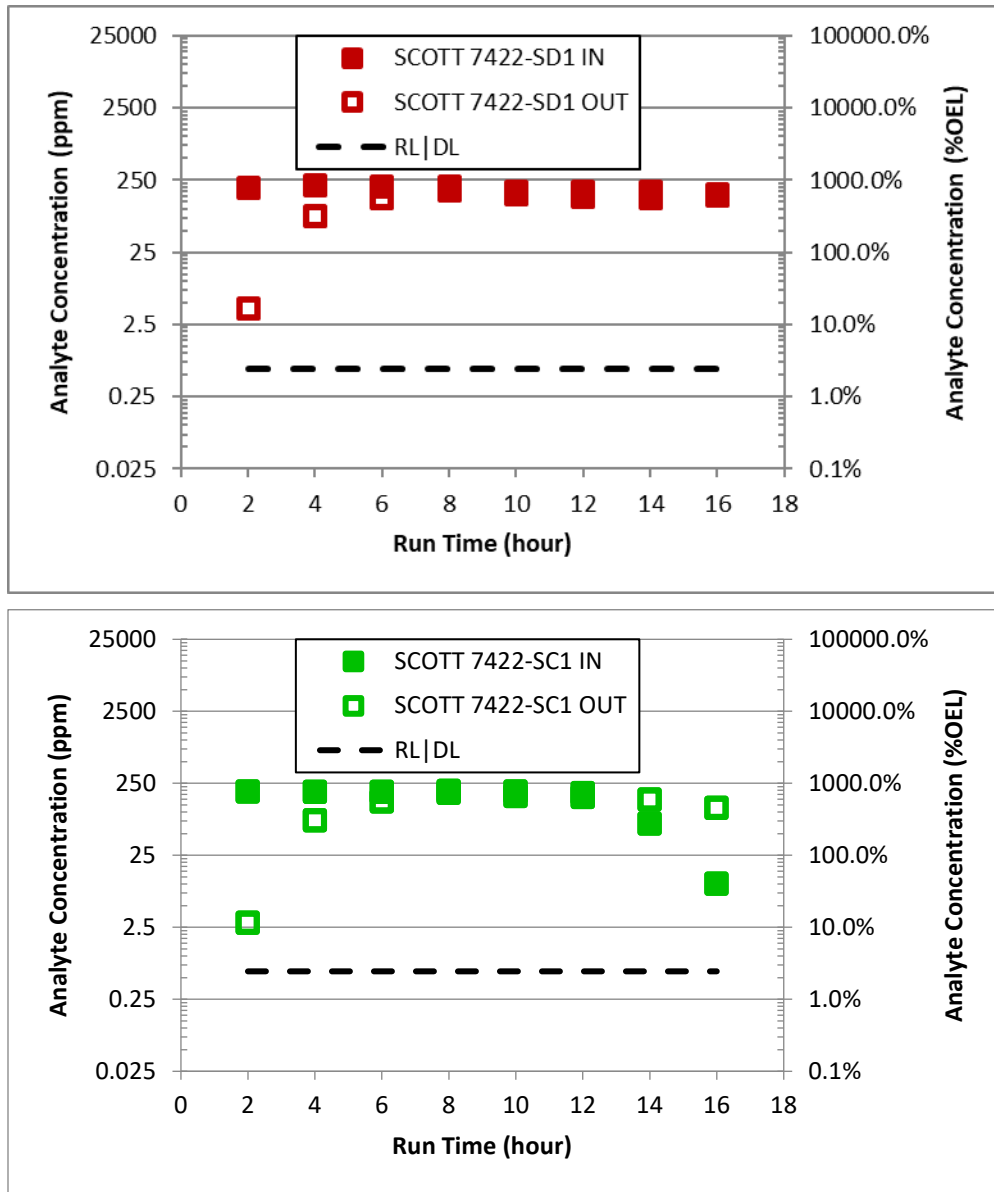 25000
2500
250
25
2.5
0.25
0.025
Analyte Concentration (ppm)
SCOTT 7422-SD1 IN
SCOTT 7422-SD1 OUT
RL|DL
100000.0%
10000.0%
1000.0%
100.0%
10.0%
1.0%
0.1%
Analyte Concentration (%OEL)
0 2 4 6 8 10 12 14 16 18
Run Time (hour)
25000
2500
250
25
2.5
0.25
0.025
Analyte Concentration (ppm)
SCOTT 7422-SC1 IN
SCOTT 7422-SC1 OUT
RL|DL
100000.0%
10000.0%
1000.0%
100.0%
10.0%
1.0%
0.1%
Analyte Concentration (%OEL)
0 2 4 6 8 10 12 14 16 18
Run Time (hour)